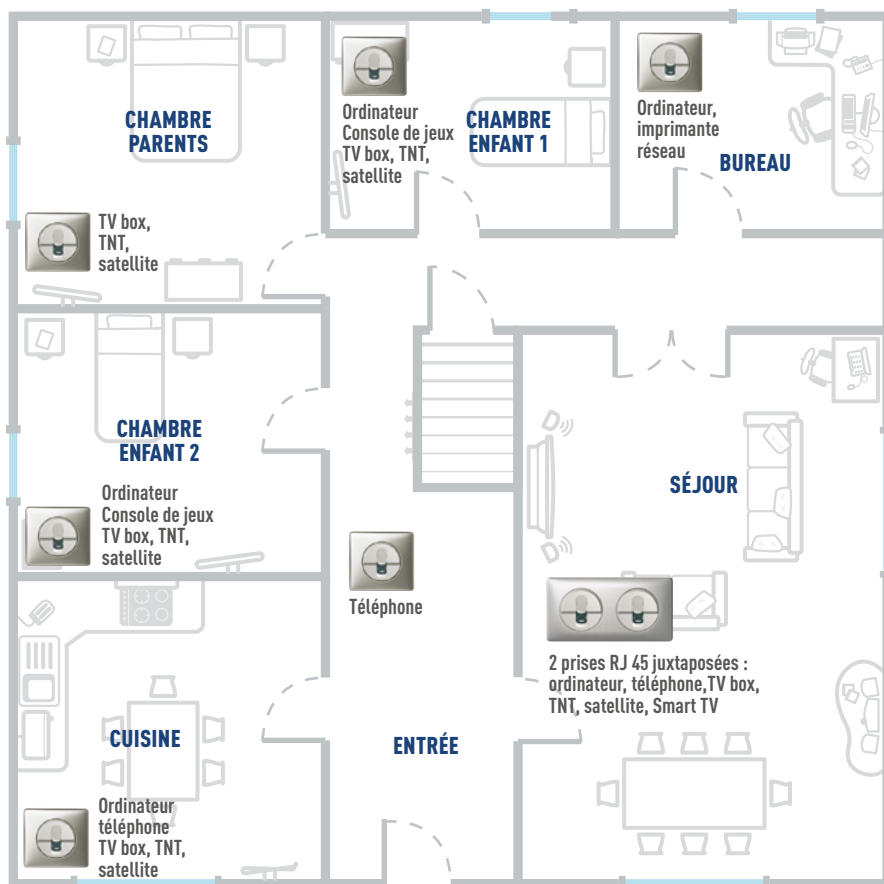 CHAMBRE
PARENTS
TV box,
TNT,
satellite
Ordinateur
Console de jeux
TV box, TNT,
satellite
CHAMBRE
ENFANT 1
Ordinateur,
imprimante
réseau
BUREAU
CHAMBRE
ENFANT 2
Ordinateur
Console de jeux
TV box, TNT,
satellite
Téléphone
SÉJOUR
2 prises RJ 45 juxtaposées :
ordinateur, téléphone,TV box,
TNT, satellite, Smart TV
CUISINE
Ordinateur
téléphone
TV box, TNT,
satellite
ENTRÉE